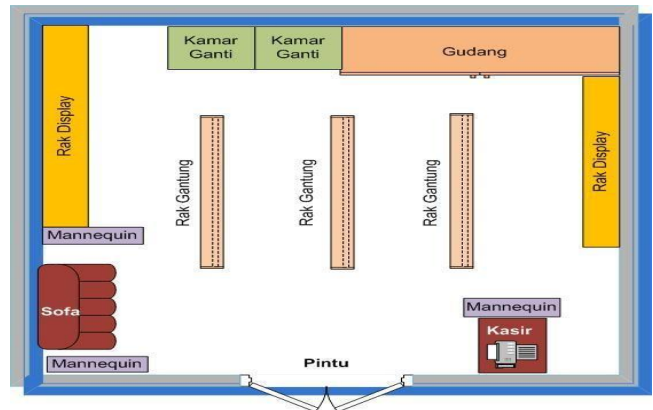 Kamar
Ganti
Kamar
Ganti
Gudang
Rak Display
Rak Gantung
Rak Gantung
Rak Gantung
Rak Display
Mannequin
Sofa
Mannequin
Mannequin
Kasir
Pintu